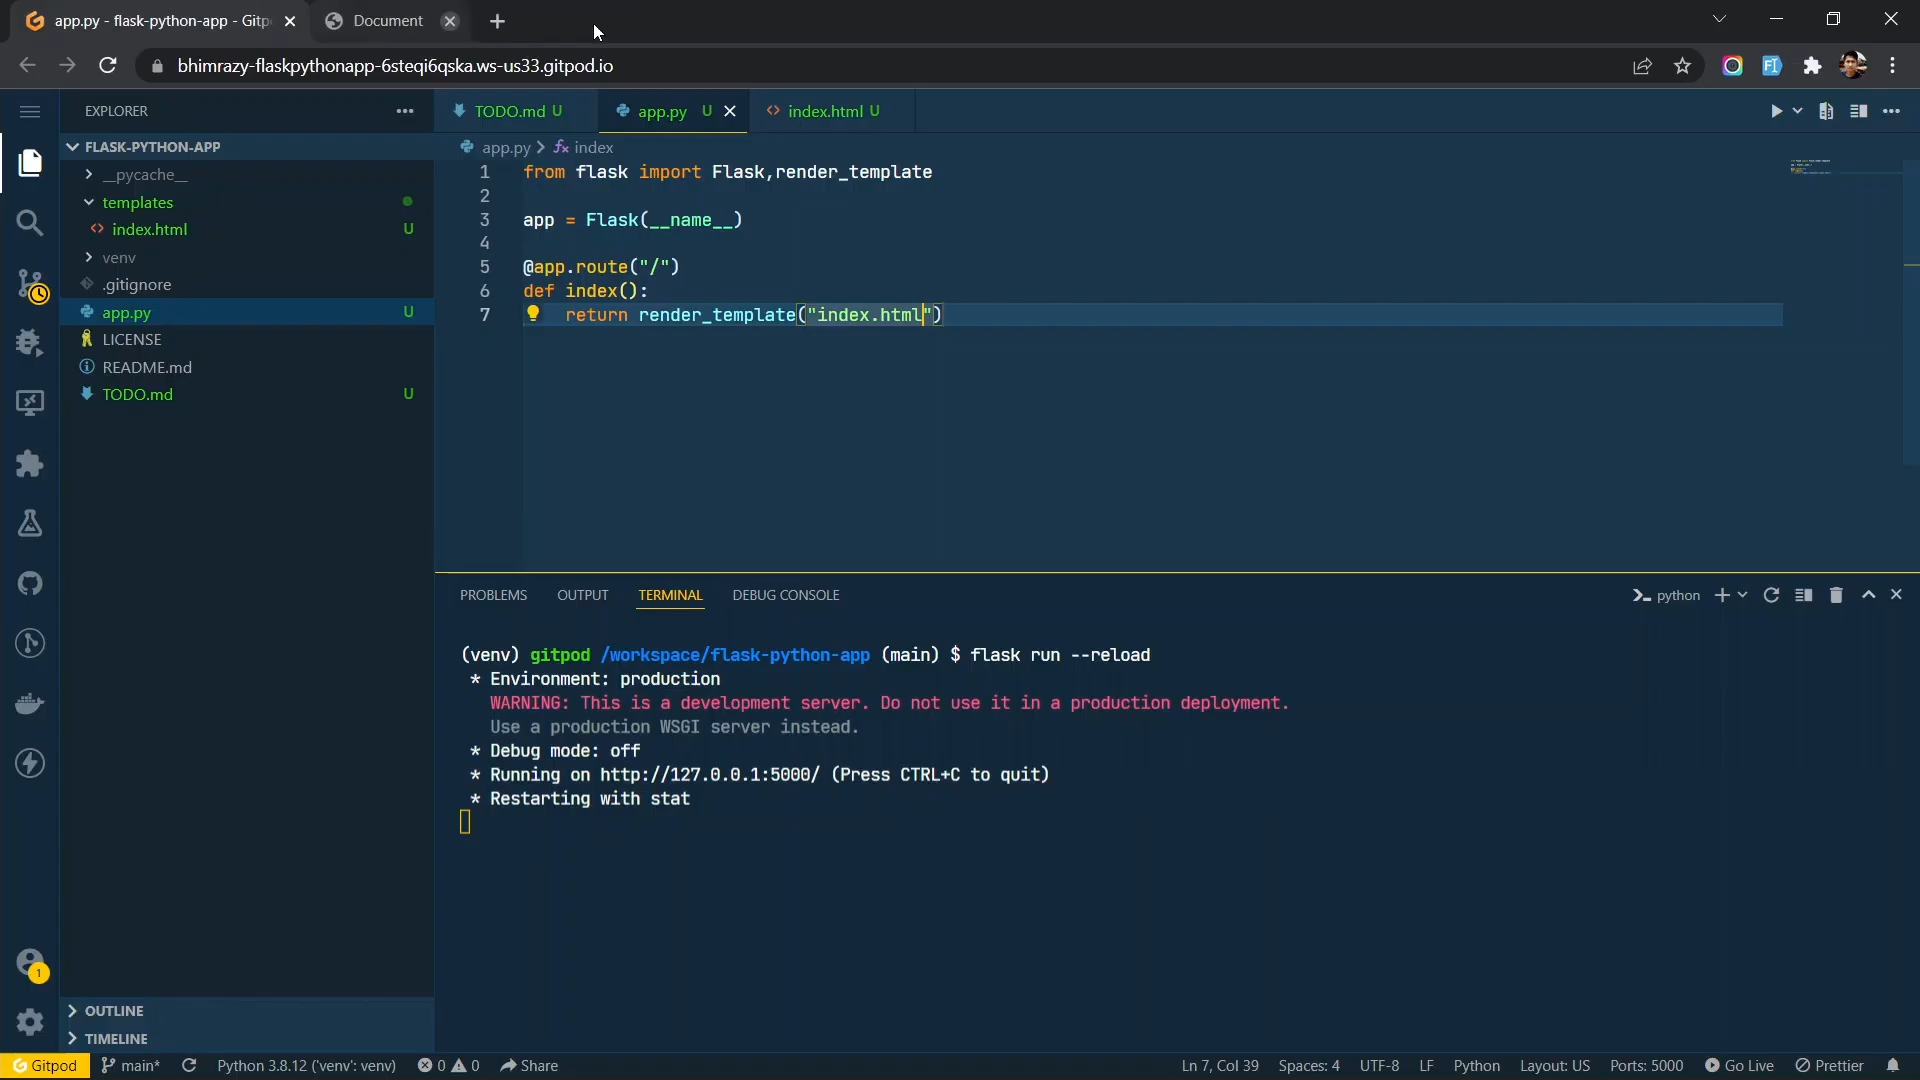 app.py - flask-python-app - Gitp
Document
bhimrazy-flaskpythonapp-6steqi6qska.ws-us33.gitpod.io
EXPLORER
TODO.md U
app.py U
index.html U
FLASK-PYTHON-APP
app.py
index
__pycache__
templates
index.html U
venv
.gitignore
app.py U
LICENSE
README.md
TODO.md U
1 from flask import Flask,render_template
2
3 app = Flask(__name__)
4
5 @app.route("/")
6 def index():
7 return render_template("index.html")
PROBLEMS OUTPUT TERMINAL DEBUG CONSOLE
python
(venv) gitpod /workspace/flask-python-app (main) $ flask run --reload
* Environment: production
WARNING: This is a development server. Do not use it in a production deployment.
Use a production WSGI server instead.
* Debug mode: off
* Running on http://127.0.0.1:5000/ (Press CTRL+C to quit)
* Restarting with stat
1
OUTLINE
TIMELINE
Gitpod main* Python 3.8.12 ('venv': venv) 0 0 Share Ln 7, Col 39 Spaces: 4 UTF-8 LF Python Layout: US Ports: 5000 Go Live Prettier